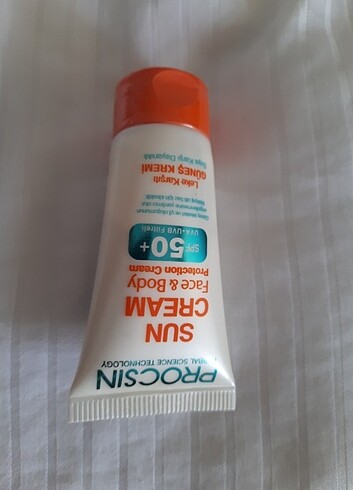 PROCSIN
HERBAL SCIENCE TECHNOLOGY
SUN
CREAM
Face & Body
Protection Cream
SPF 50+
UVA+UVB Filtreli
Leke Karşıtı
GÜNEŞ KREMİ
Suya Karşı Dayanıklı